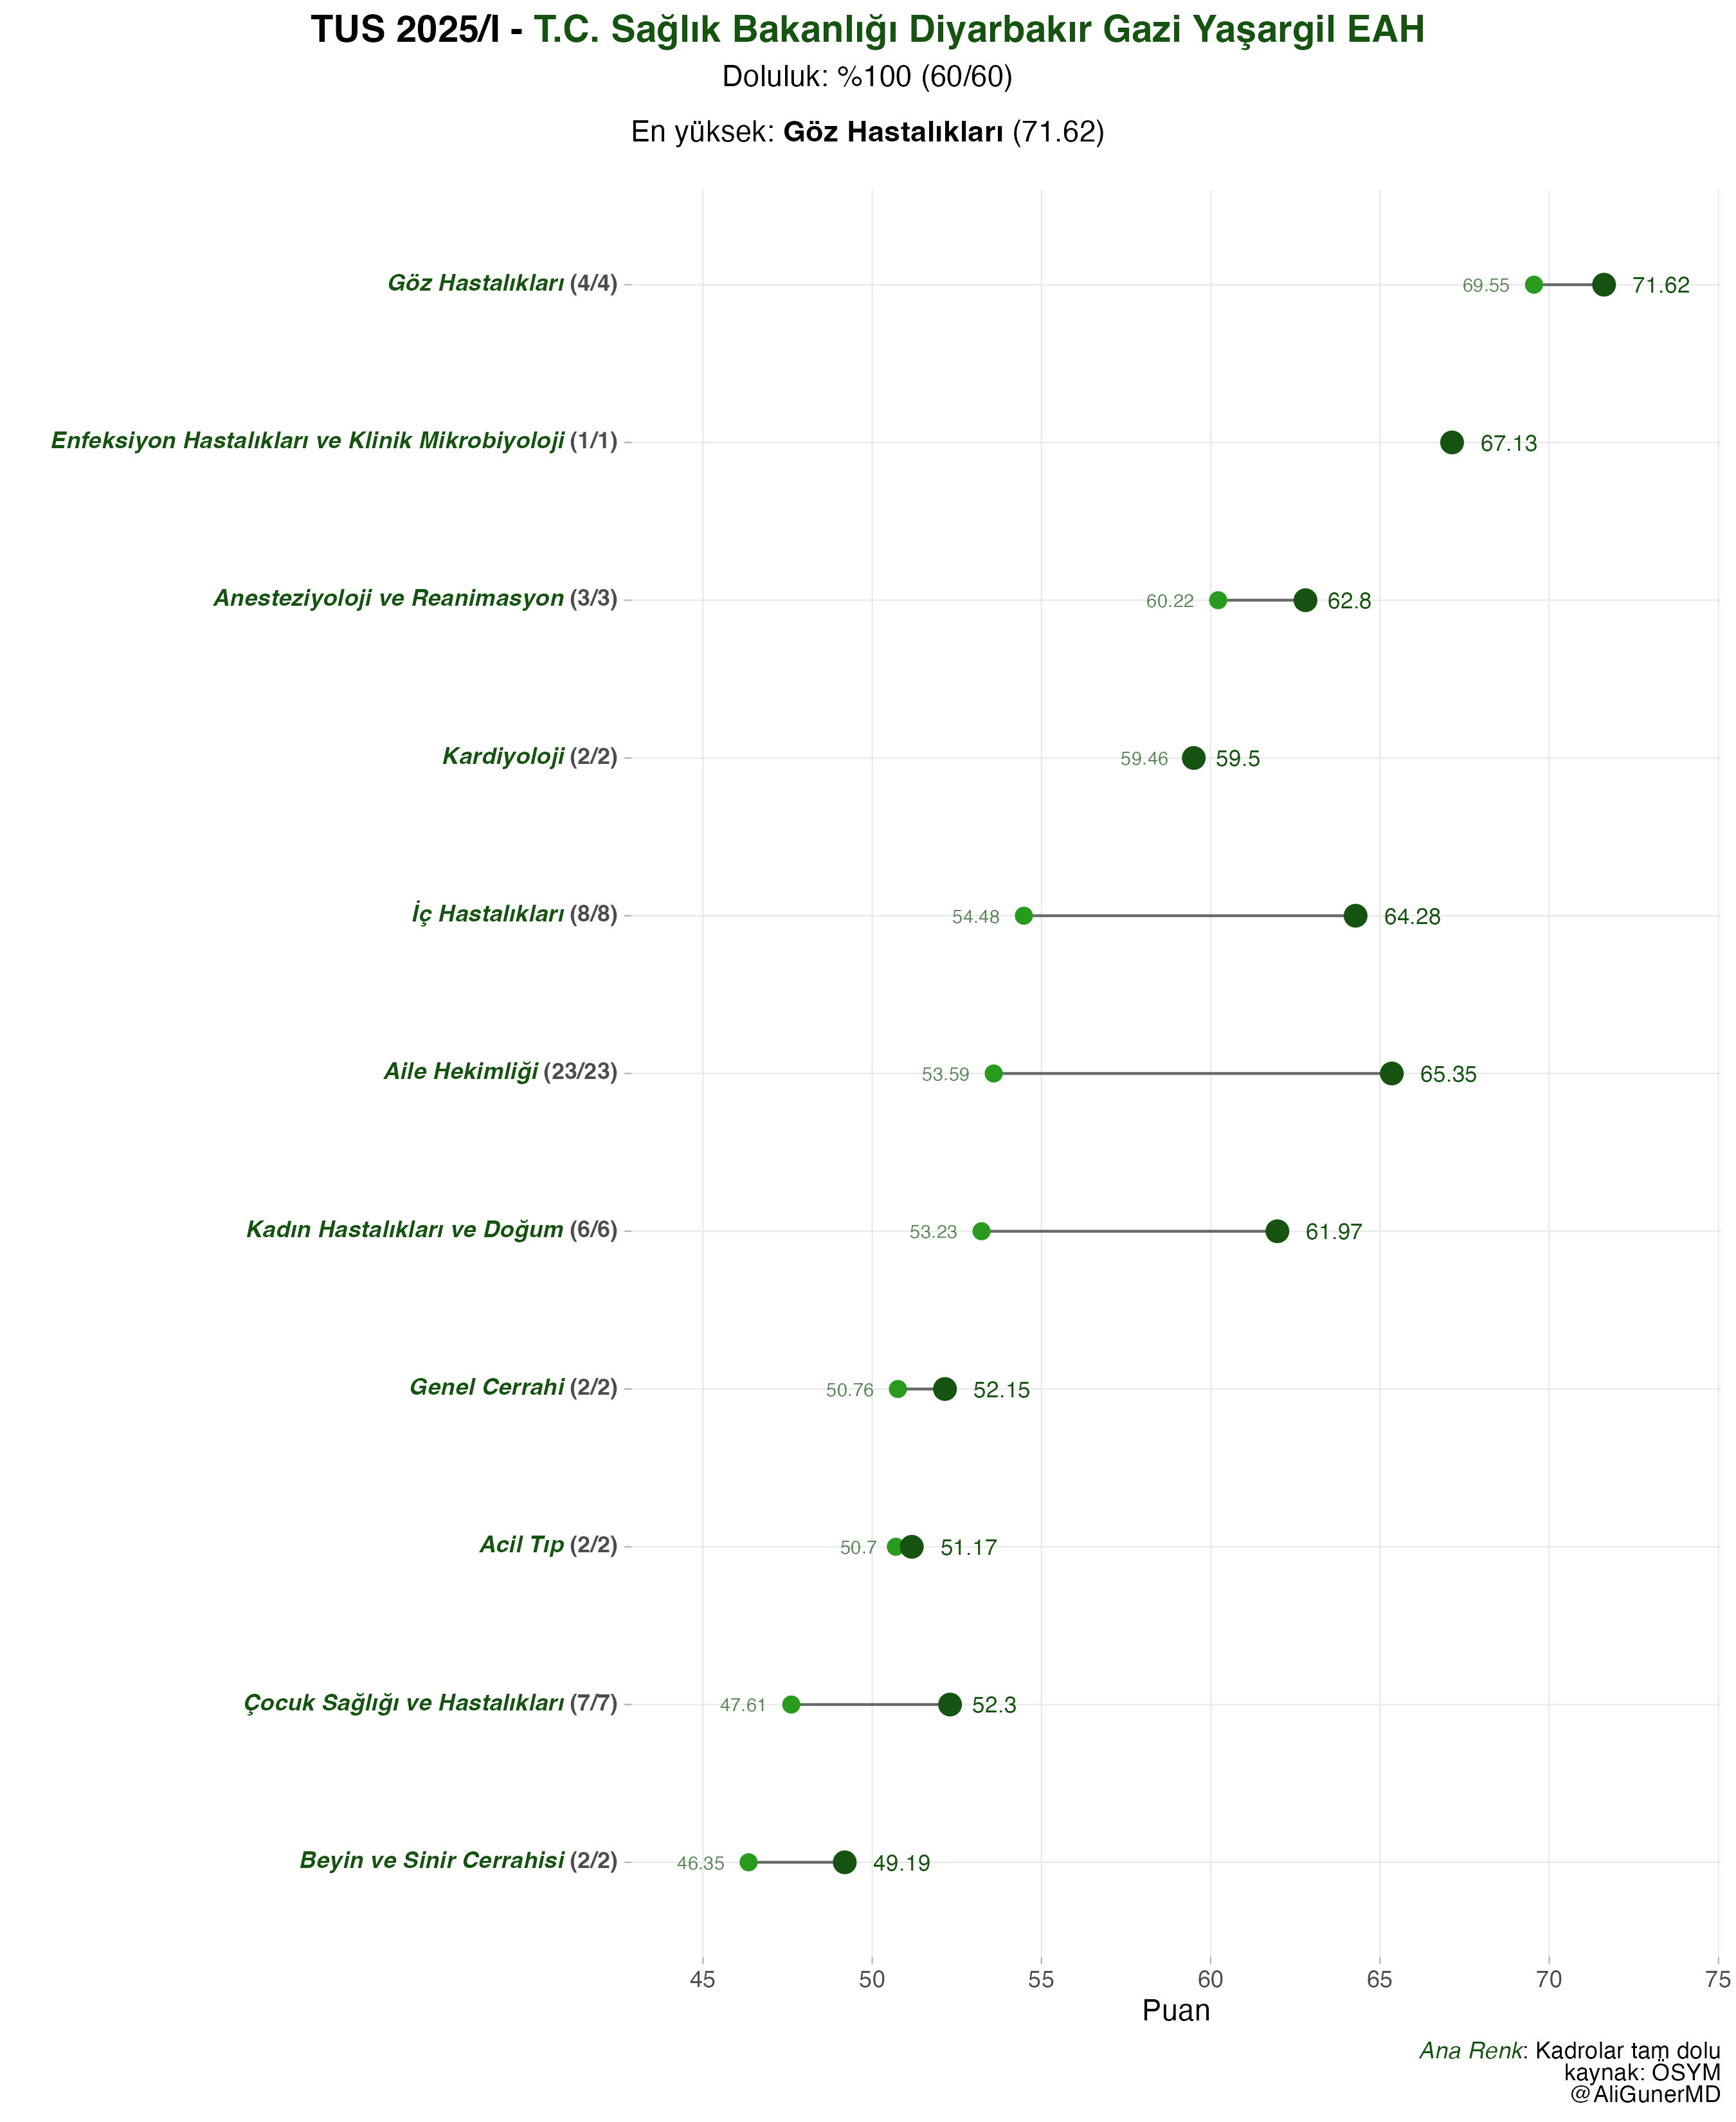 TUS 2025/I - T.C. Sağlık Bakanlığı Diyarbakır Gazi Yaşargil EAH
Doluluk: %100 (60/60)
En yüksek: Göz Hastalıkları (71.62)
Göz Hastalıkları (4/4) 69.55 71.62
Enfeksiyon Hastalıkları ve Klinik Mikrobiyoloji (1/1) 67.13
Anesteziyoloji ve Reanimasyon (3/3) 60.22 62.8
Kardiyoloji (2/2) 59.46 59.5
İç Hastalıkları (8/8) 54.48 64.28
Aile Hekimliği (23/23) 53.59 65.35
Kadın Hastalıkları ve Doğum (6/6) 53.23 61.97
Genel Cerrahi (2/2) 50.76 52.15
Acil Tıp (2/2) 50.7 51.17
Çocuk Sağlığı ve Hastalıkları (7/7) 47.61 52.3
Beyin ve Sinir Cerrahisi (2/2) 46.35 49.19
45 50 55 60 65 70 75
Puan
Ana Renk: Kadrolar tam dolu
kaynak: ÖSYM
@AliGunerMD